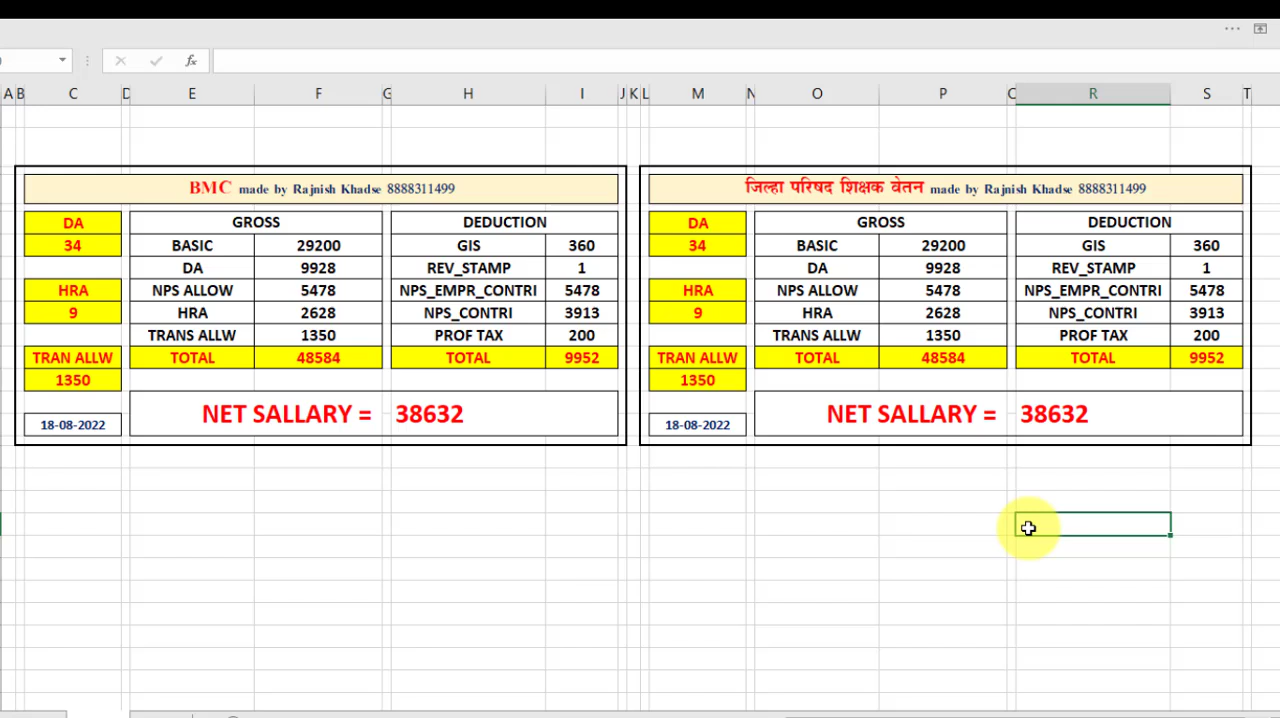 A B C D E F G H I J K L M N O P Q R S T
BMC made by Rajnish Khadse 8888311499
DA GROSS DEDUCTION
34 BASIC 29200 GIS 360
DA 9928 REV_STAMP 1
HRA NPS ALLOW 5478 NPS_EMPR_CONTRI 5478
9 HRA 2628 NPS_CONTRI 3913
TRANS ALLW 1350 PROF TAX 200
TRAN ALLW TOTAL 48584 TOTAL 9952
1350
18-08-2022 NET SALLARY = 38632
जिल्हा परिषद शिक्षक वेतन made by Rajnish Khadse 8888311499
DA GROSS DEDUCTION
34 BASIC 29200 GIS 360
DA 9928 REV_STAMP 1
HRA NPS ALLOW 5478 NPS_EMPR_CONTRI 5478
9 HRA 2628 NPS_CONTRI 3913
TRANS ALLW 1350 PROF TAX 200
TRAN ALLW TOTAL 48584 TOTAL 9952
1350
18-08-2022 NET SALLARY = 38632